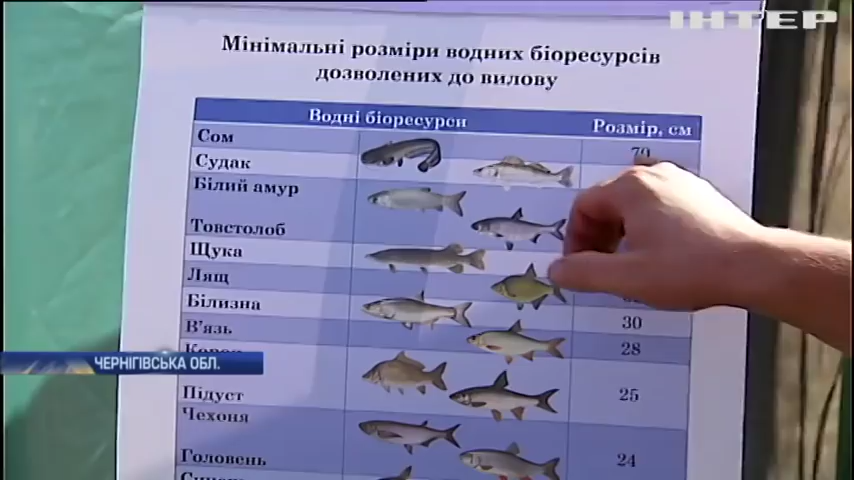 ІНТЕР
Мінімальні розміри водних біоресурсів
дозволених до вилову
Водні біоресурси Розмір, см
Сом 70
Судак
Білий амур
Товстолоб
Щука
Лящ
Білизна 30
В'язь 28
ЧЕРНІГІВСЬКА ОБЛ.
Підуст 25
Чехоня
Головень 24